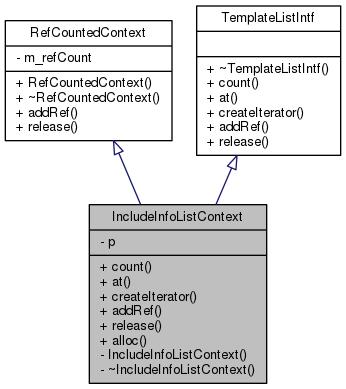 RefCountedContext
- m_refCount
+ RefCountedContext()
+ ~RefCountedContext()
+ addRef()
+ release()
TemplateListIntf
+ ~TemplateListIntf()
+ count()
+ at()
+ createIterator()
+ addRef()
+ release()
IncludeInfoListContext
- p
+ count()
+ at()
+ createIterator()
+ addRef()
+ release()
+ alloc()
- IncludeInfoListContext()
- ~IncludeInfoListContext()